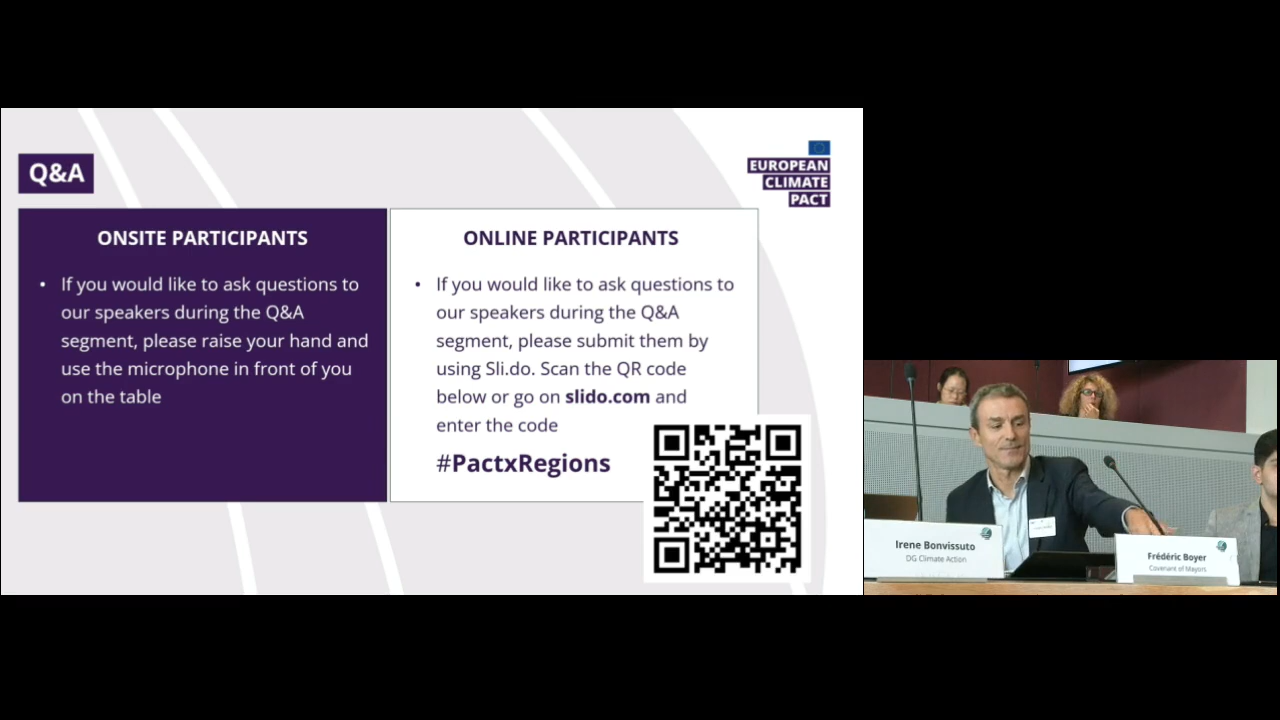 Q&A
EUROPEAN
CLIMATE
PACT
ONSITE PARTICIPANTS
• If you would like to ask questions to
our speakers during the Q&A
segment, please raise your hand and
use the microphone in front of you
on the table
ONLINE PARTICIPANTS
• If you would like to ask questions to
our speakers during the Q&A
segment, please submit them by
using Sli.do. Scan the QR code
below or go on slido.com and
enter the code
#PactxRegions
Irene Bonvissuto
DG Climate Action
Frédéric Boyer
Covenant of Mayors